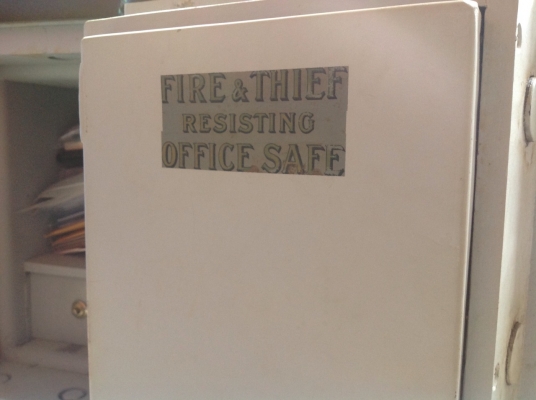 FIRE & THIEF
RESISTING
OFFICE SAFE